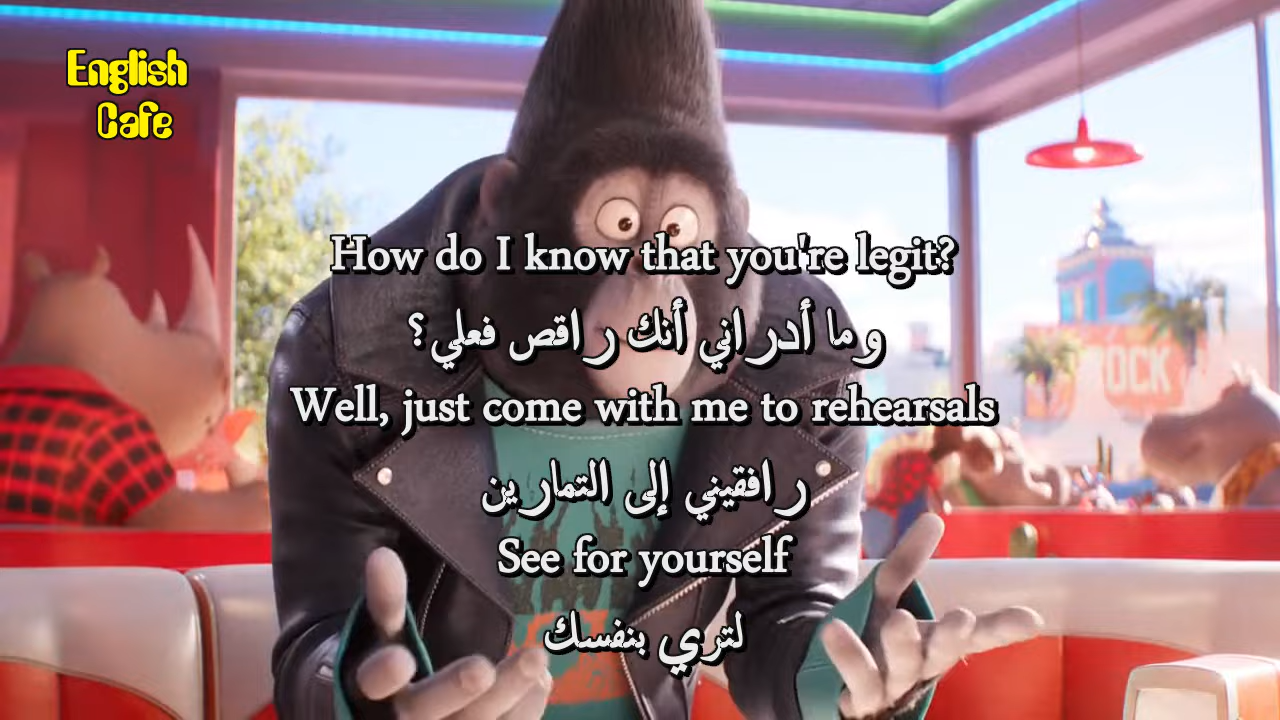 English
Cafe
How do I know that you're legit?
وما أدراني أنك راقص فعلي؟
Well, just come with me to rehearsals
رافقيني إلى التمارين
See for yourself
لتري بنفسك
ROCK